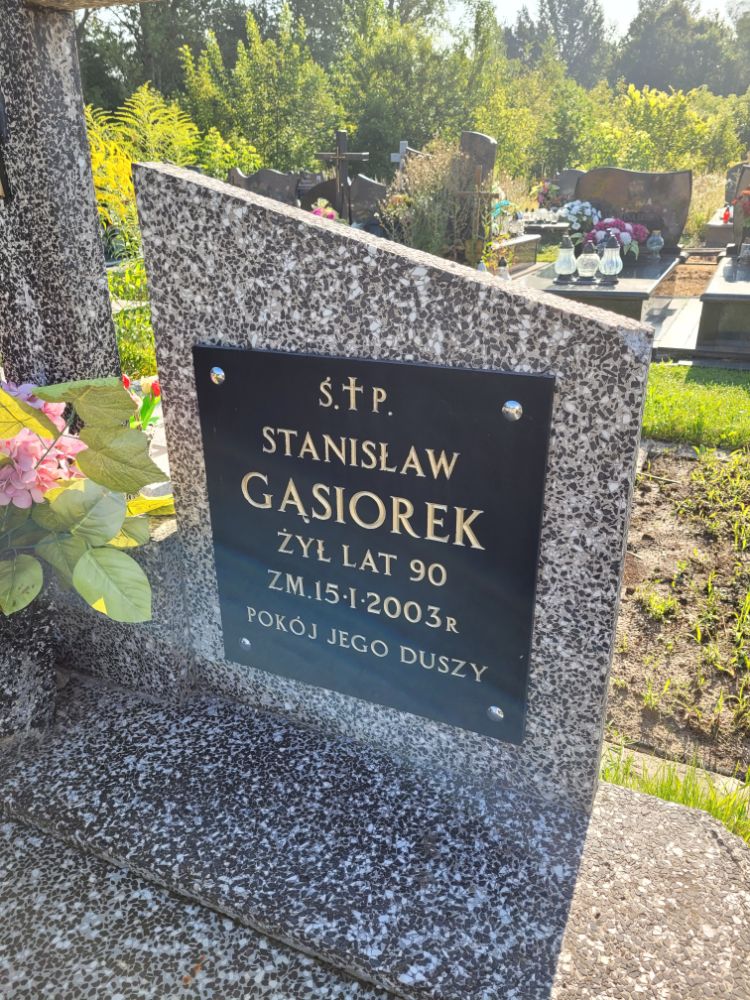 Ś.†P.
STANISŁAW
GĄSIOREK
ŻYŁ LAT 90
ZM.15·I·2003R
POKÓJ JEGO DUSZY